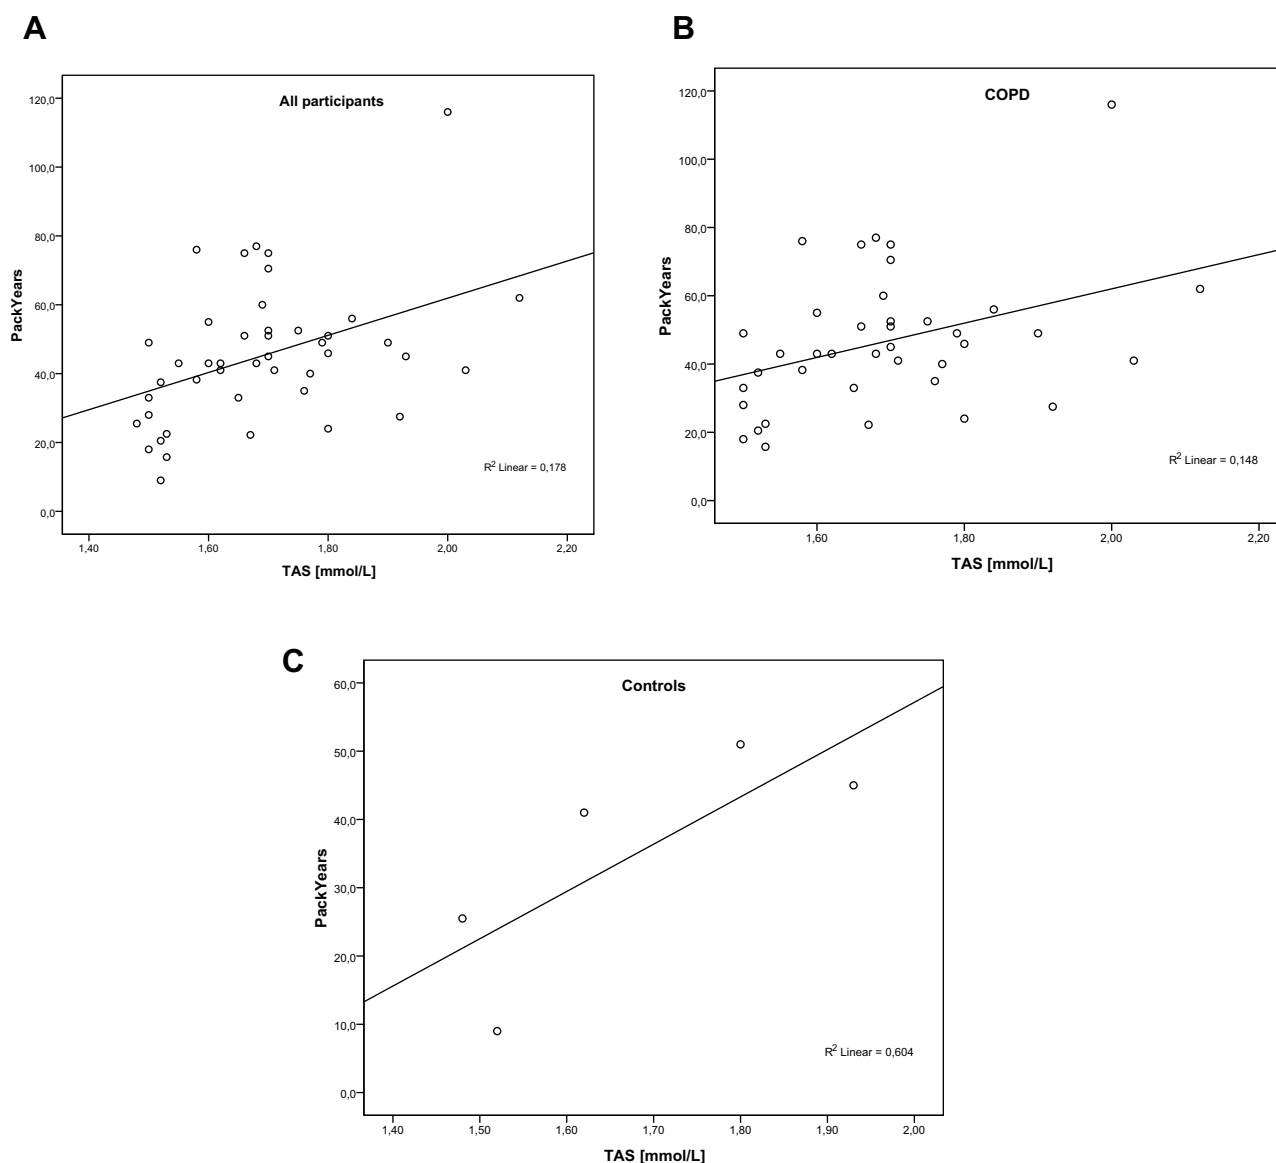 A
B
All participants
COPD
120,0
100,0
80,0
60,0
40,0
20,0
0,0
PackYears
R2 Linear = 0,178
1,40 1,60 1,80 2,00 2,20
TAS [mmol/L]
120,0
100,0
80,0
60,0
40,0
20,0
0,0
PackYears
R2 Linear = 0,148
1,60 1,80 2,00 2,20
TAS [mmol/L]
C
Controls
60,0
50,0
40,0
30,0
20,0
10,0
0,0
PackYears
R2 Linear = 0,604
1,40 1,50 1,60 1,70 1,80 1,90 2,00
TAS [mmol/L]